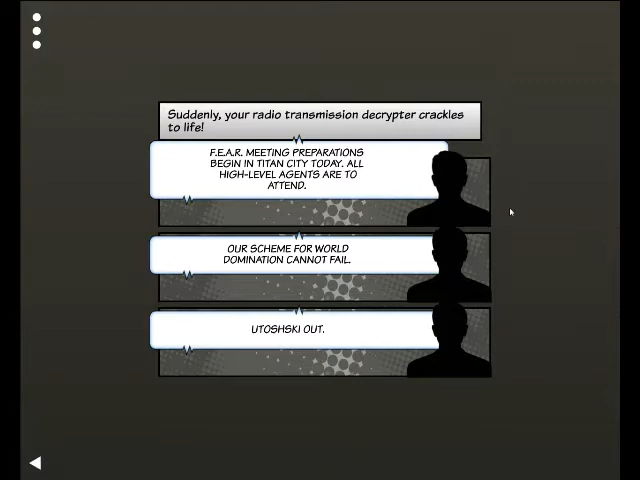 Suddenly, your radio transmission decrypter crackles
to life!
F.E.A.R. MEETING PREPARATIONS
BEGIN IN TITAN CITY TODAY. ALL
HIGH-LEVEL AGENTS ARE TO
ATTEND.
OUR SCHEME FOR WORLD
DOMINATION CANNOT FAIL.
UTOSHSKI OUT.